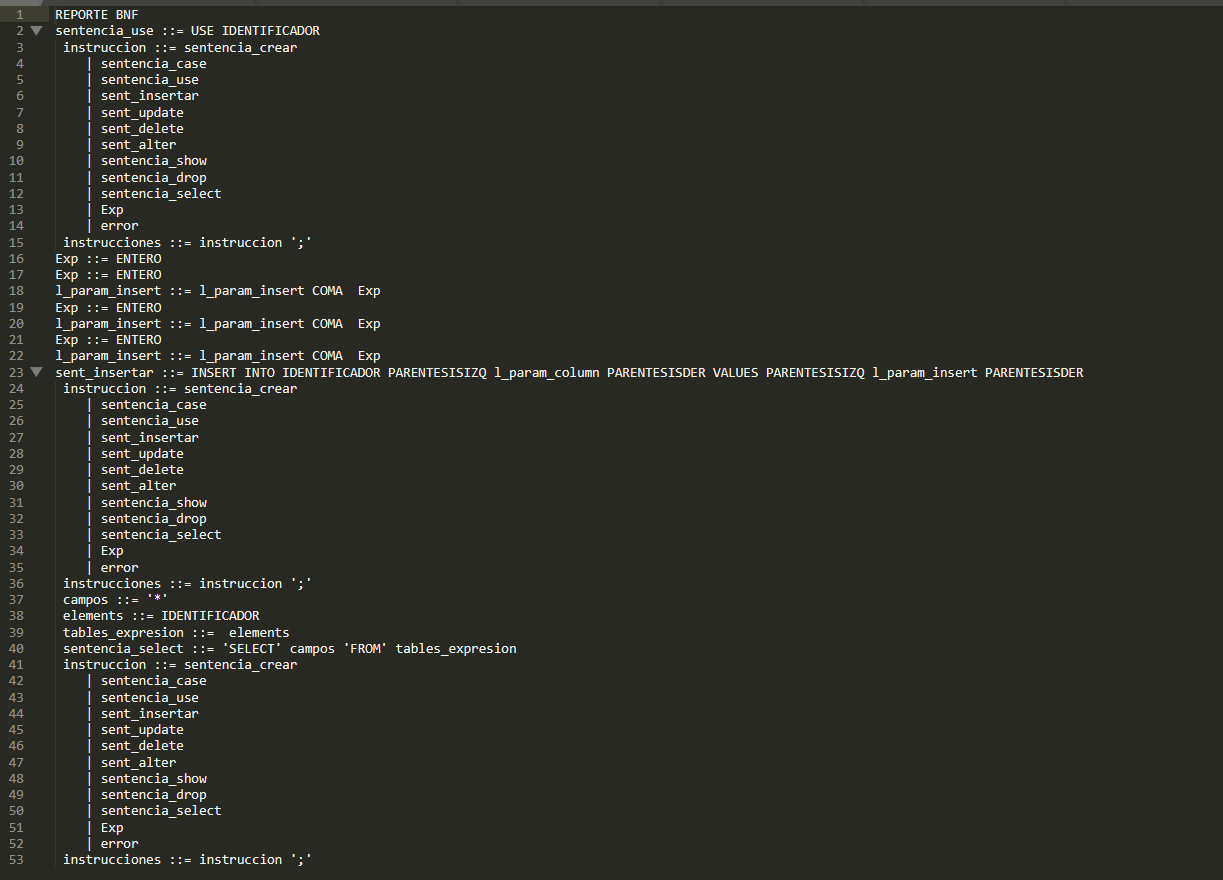 1 REPORTE BNF
2 sentencia_use ::= USE IDENTIFICADOR
3 instruccion ::= sentencia_crear
4 | sentencia_case
5 | sentencia_use
6 | sent_insertar
7 | sent_update
8 | sent_delete
9 | sent_alter
10 | sentencia_show
11 | sentencia_drop
12 | sentencia_select
13 | Exp
14 | error
15 instrucciones ::= instruccion ';'
16 Exp ::= ENTERO
17 Exp ::= ENTERO
18 l_param_insert ::= l_param_insert COMA  Exp
19 Exp ::= ENTERO
20 l_param_insert ::= l_param_insert COMA  Exp
21 Exp ::= ENTERO
22 l_param_insert ::= l_param_insert COMA  Exp
23 sent_insertar ::= INSERT INTO IDENTIFICADOR PARENTESISIZQ l_param_column PARENTESISDER VALUES PARENTESISIZQ l_param_insert PARENTESISDER
24 instruccion ::= sentencia_crear
25 | sentencia_case
26 | sentencia_use
27 | sent_insertar
28 | sent_update
29 | sent_delete
30 | sent_alter
31 | sentencia_show
32 | sentencia_drop
33 | sentencia_select
34 | Exp
35 | error
36 instrucciones ::= instruccion ';'
37 campos ::= '*'
38 elements ::= IDENTIFICADOR
39 tables_expresion ::=  elements
40 sentencia_select ::= 'SELECT' campos 'FROM' tables_expresion
41 instruccion ::= sentencia_crear
42 | sentencia_case
43 | sentencia_use
44 | sent_insertar
45 | sent_update
46 | sent_delete
47 | sent_alter
48 | sentencia_show
49 | sentencia_drop
50 | sentencia_select
51 | Exp
52 | error
53 instrucciones ::= instruccion ';'